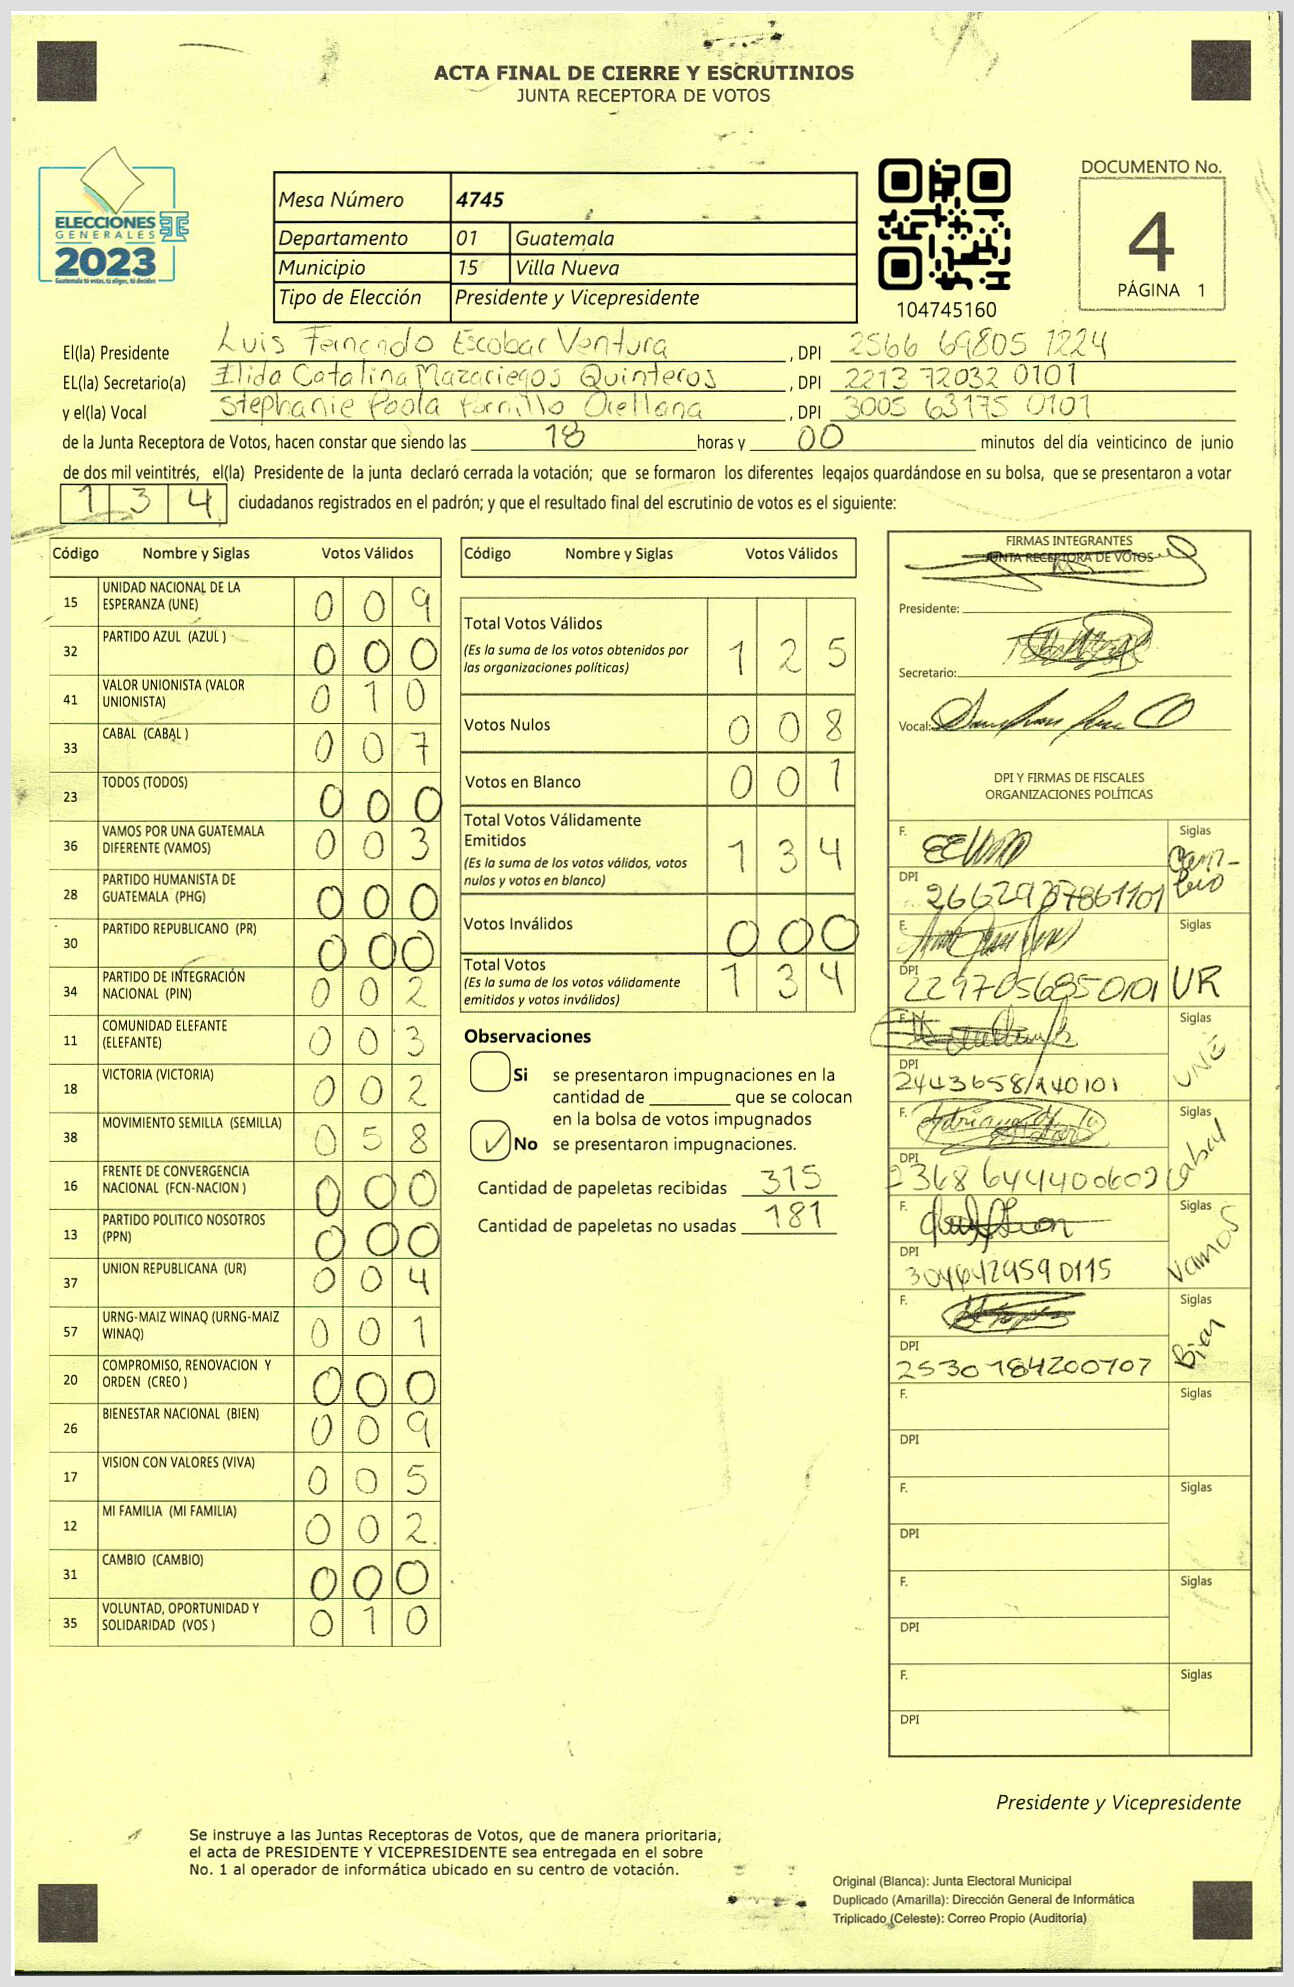 ACTA FINAL DE CIERRE Y ESCRUTINIOS
JUNTA RECEPTORA DE VOTOS
ELECCIONES
GENERALES
2023
Guatemala tú votas, tú eliges, tú decides
Mesa Número 4745
Departamento 01 Guatemala
Municipio 15 Villa Nueva
Tipo de Elección Presidente y Vicepresidente
104745160
DOCUMENTO No.
4
PÁGINA 1
El(la) Presidente Luis Fernando Escobar Ventura , DPI 2566 69805 1224
EL(la) Secretario(a) Ilida Catalina Mazariegos Quinteros , DPI 2213 72032 0101
y el(la) Vocal Stephanie Paola Orellana , DPI 3005 63175 0101
de la Junta Receptora de Votos, hacen constar que siendo las 18 horas y 00 minutos del día veinticinco de junio
de dos mil veintitrés, el(la) Presidente de la junta declaró cerrada la votación; que se formaron los diferentes legajos guardándose en su bolsa, que se presentaron a votar
1 3 4 ciudadanos registrados en el padrón; y que el resultado final del escrutinio de votos es el siguiente:
Código Nombre y Siglas Votos Válidos
15 UNIDAD NACIONAL DE LA ESPERANZA (UNE) 0 0 9
32 PARTIDO AZUL (AZUL ) 0 0 0
41 VALOR UNIONISTA (VALOR UNIONISTA) 0 1 0
33 CABAL (CABAL ) 0 0 7
23 TODOS (TODOS) 0 0 0
36 VAMOS POR UNA GUATEMALA DIFERENTE (VAMOS) 0 0 3
28 PARTIDO HUMANISTA DE GUATEMALA (PHG) 0 0 0
30 PARTIDO REPUBLICANO (PR) 0 0 0
34 PARTIDO DE INTEGRACIÓN NACIONAL (PIN) 0 0 2
11 COMUNIDAD ELEFANTE (ELEFANTE) 0 0 3
18 VICTORIA (VICTORIA) 0 0 2
38 MOVIMIENTO SEMILLA (SEMILLA) 0 5 8
16 FRENTE DE CONVERGENCIA NACIONAL (FCN-NACION ) 0 0 0
13 PARTIDO POLITICO NOSOTROS (PPN) 0 0 0
37 UNION REPUBLICANA (UR) 0 0 4
57 URNG-MAIZ WINAQ (URNG-MAIZ WINAQ) 0 0 1
20 COMPROMISO, RENOVACION Y ORDEN (CREO ) 0 0 0
26 BIENESTAR NACIONAL (BIEN) 0 0 9
17 VISION CON VALORES (VIVA) 0 0 5
12 MI FAMILIA (MI FAMILIA) 0 0 2
31 CAMBIO (CAMBIO) 0 0 0
35 VOLUNTAD, OPORTUNIDAD Y SOLIDARIDAD (VOS ) 0 1 0
Código Nombre y Siglas Votos Válidos
Total Votos Válidos 1 2 5
(Es la suma de los votos obtenidos por
las organizaciones políticas)
Votos Nulos 0 0 8
Votos en Blanco 0 0 1
Total Votos Válidamente
Emitidos 1 3 4
(Es la suma de los votos válidos, votos
nulos y votos en blanco)
Votos Inválidos 0 0 0
Total Votos 1 3 4
(Es la suma de los votos válidamente
emitidos y votos inválidos)
Observaciones
Si se presentaron impugnaciones en la
cantidad de ________ que se colocan
en la bolsa de votos impugnados
✓ No se presentaron impugnaciones.
Cantidad de papeletas recibidas 315
Cantidad de papeletas no usadas 181
FIRMAS INTEGRANTES
JUNTA RECEPTORA DE VOTOS
Presidente:
Secretario:
Vocal:
DPI Y FIRMAS DE FISCALES
ORGANIZACIONES POLÍTICAS
F. Siglas
DPI 2662937861101
F. Siglas UR
DPI 2297056850101
F. Siglas UNE
DPI
F. Siglas Cabal
DPI 2368644400602
F. Siglas Vamos
DPI 3046429590115
F. Siglas Bien
DPI 2530184200707
F. Siglas
DPI
F. Siglas
DPI
F. Siglas
DPI
F. Siglas
DPI
Presidente y Vicepresidente
Se instruye a las Juntas Receptoras de Votos, que de manera prioritaria,
el acta de PRESIDENTE Y VICEPRESIDENTE sea entregada en el sobre
No. 1 al operador de informática ubicado en su centro de votación.
Original (Blanca): Junta Electoral Municipal
Duplicado (Amarilla): Dirección General de Informática
Triplicado (Celeste): Correo Propio (Auditoría)